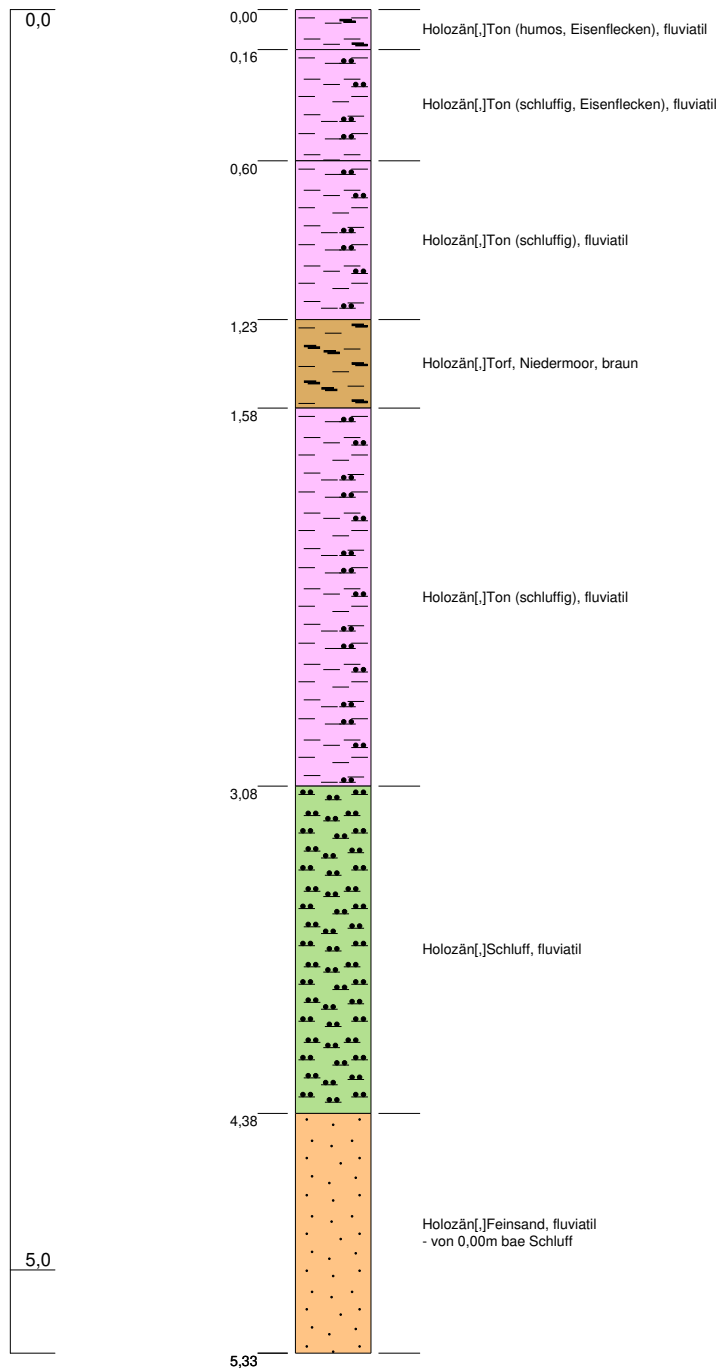 0,0
0,00
Holozän[,]Ton (humos, Eisenflecken), fluviatil
0,16
Holozän[,]Ton (schluffig, Eisenflecken), fluviatil
0,60
Holozän[,]Ton (schluffig), fluviatil
1,23
Holozän[,]Torf, Niedermoor, braun
1,58
Holozän[,]Ton (schluffig), fluviatil
3,08
Holozän[,]Schluff, fluviatil
4,38
Holozän[,]Feinsand, fluviatil
- von 0,00m bae Schluff
5,0
5,33